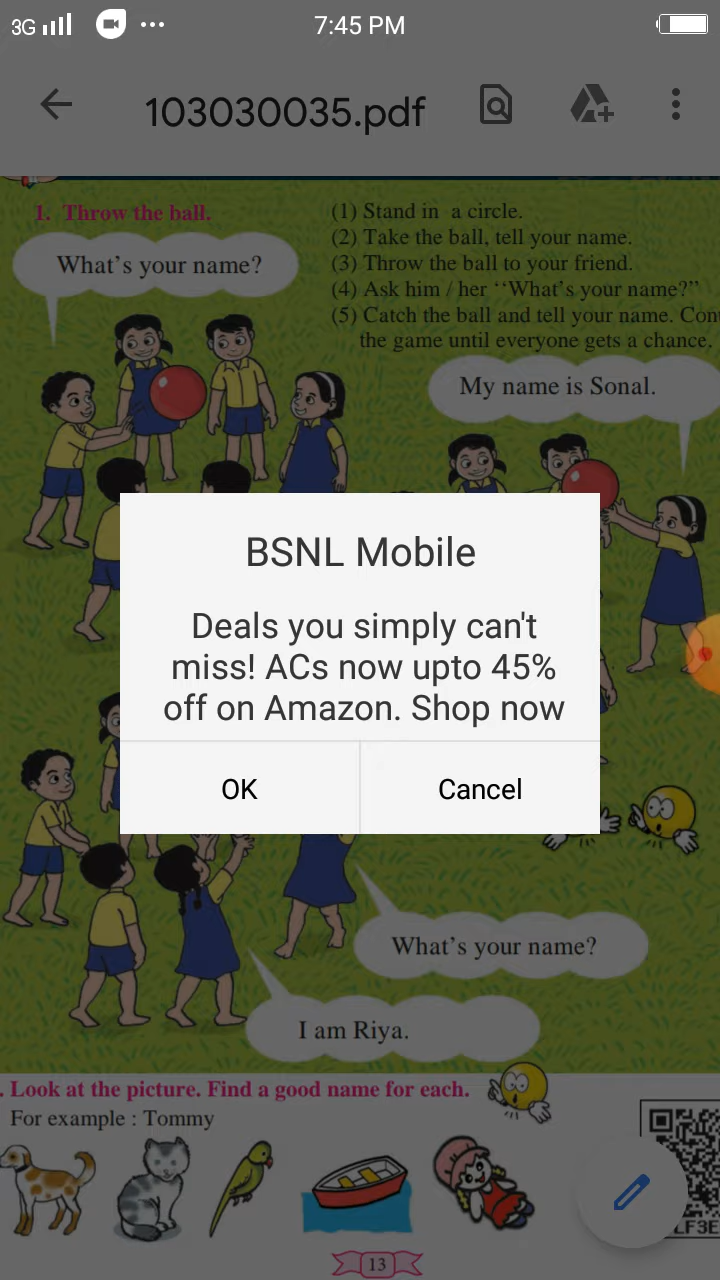 3G 7:45 PM
103030035.pdf
1. Throw the ball.
(1) Stand in a circle.
(2) Take the ball, tell your name.
(3) Throw the ball to your friend.
(4) Ask him / her ‘‘What’s your name?’’
(5) Catch the ball and tell your name. Con
the game until everyone gets a chance.
What’s your name?
My name is Sonal.
BSNL Mobile
Deals you simply can't
miss! ACs now upto 45%
off on Amazon. Shop now
OK Cancel
What’s your name?
I am Riya.
. Look at the picture. Find a good name for each.
For example : Tommy
LF3E
13